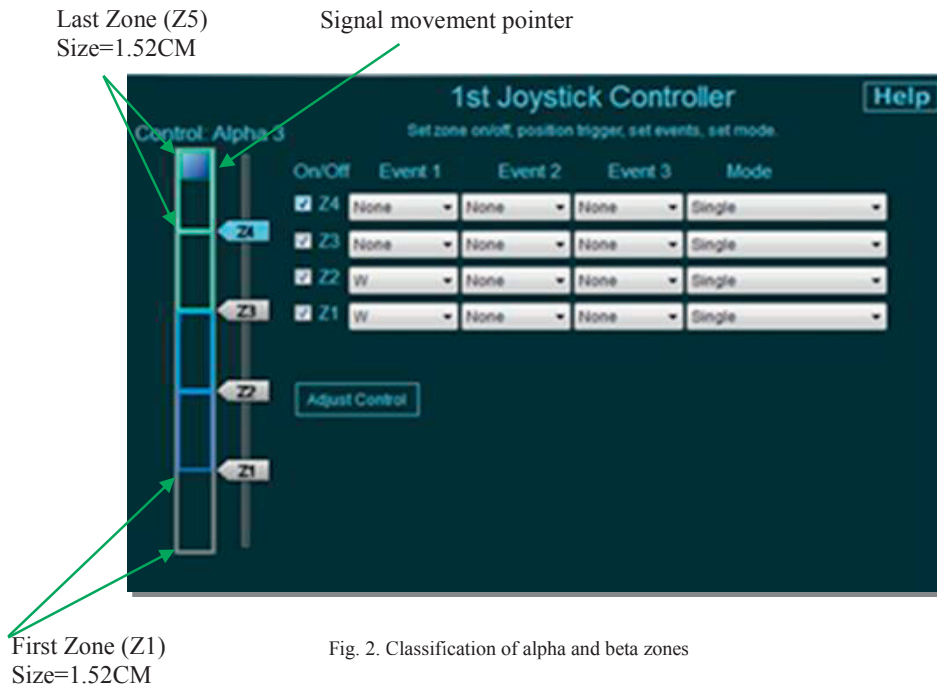 Last Zone (Z5)
Size=1.52CM
Signal movement pointer
1st Joystick Controller
Help
Control: Alpha 3
Set zone on/off, position trigger, set events, set mode.
On/Off Event 1 Event 2 Event 3 Mode
Z4 None None None Single
Z3 None None None Single
Z2 W None None Single
Z1 W None None Single
Z4
Z3
Z2
Z1
Adjust Control
First Zone (Z1)
Size=1.52CM
Fig. 2. Classification of alpha and beta zones